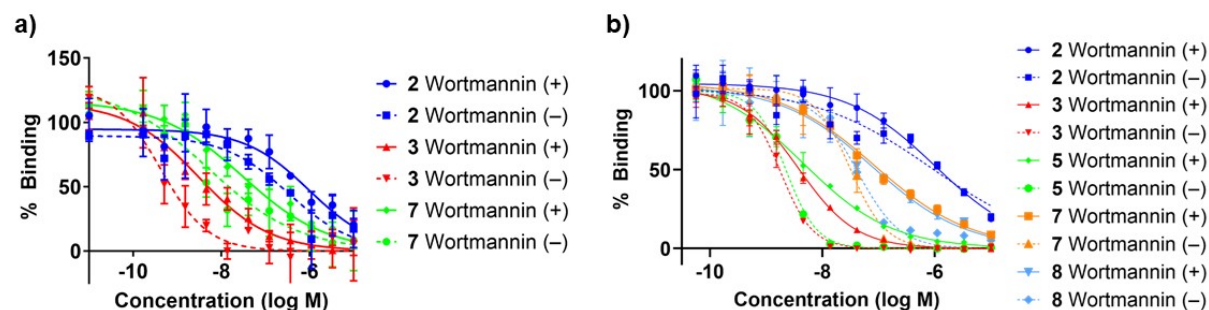 a)
150
100
50
0
% Binding
-10
-8
-6
Concentration (log M)
2 Wortmannin (+)
2 Wortmannin (–)
3 Wortmannin (+)
3 Wortmannin (–)
7 Wortmannin (+)
7 Wortmannin (–)
b)
100
50
0
% Binding
-10
-8
-6
Concentration (log M)
2 Wortmannin (+)
2 Wortmannin (–)
3 Wortmannin (+)
3 Wortmannin (–)
5 Wortmannin (+)
5 Wortmannin (–)
7 Wortmannin (+)
7 Wortmannin (–)
8 Wortmannin (+)
8 Wortmannin (–)